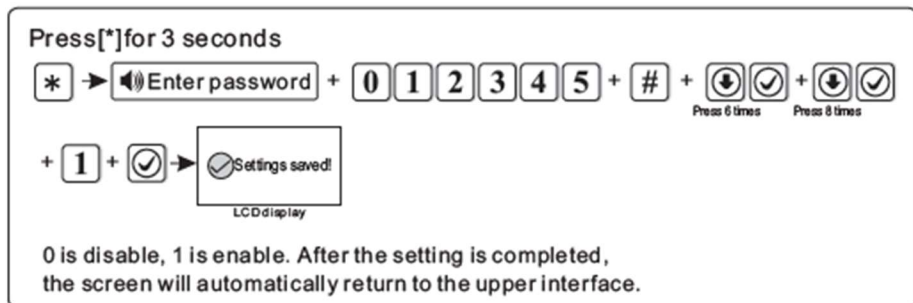 Press[*]for 3 seconds
* → Enter password + 0 1 2 3 4 5 + # + +
Press 6 times Press 8 times
+ 1 + → Settings saved!
LCD display
0 is disable, 1 is enable. After the setting is completed,
the screen will automatically return to the upper interface.